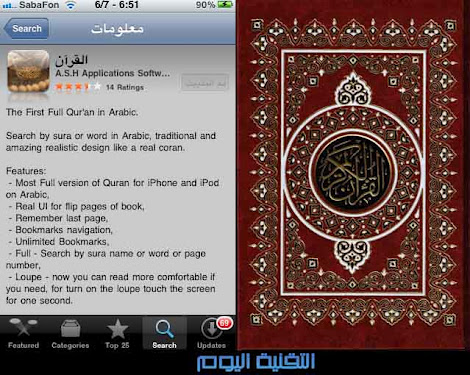 SabaFon 6/7 - 6:51 90%
Search معلومات
القرآن
A.S.H Applications Softw...
14 Ratings
The First Full Qur'an in Arabic.
Search by sura or word in Arabic, traditional and
amazing realistic design like a real coran.
Features:
- Most Full version of Quran for iPhone and iPod
on Arabic,
- Real UI for flip pages of book,
- Remember last page,
- Bookmarks navigation,
- Unlimited Bookmarks,
- Full - Search by sura name or word or page
number,
- Loupe - now you can read more comfortable if
you need, for turn on the loupe touch the screen
for one second.
Featured Categories Top 25 Search Updates
69
القرآن الكريم
التقنية اليوم